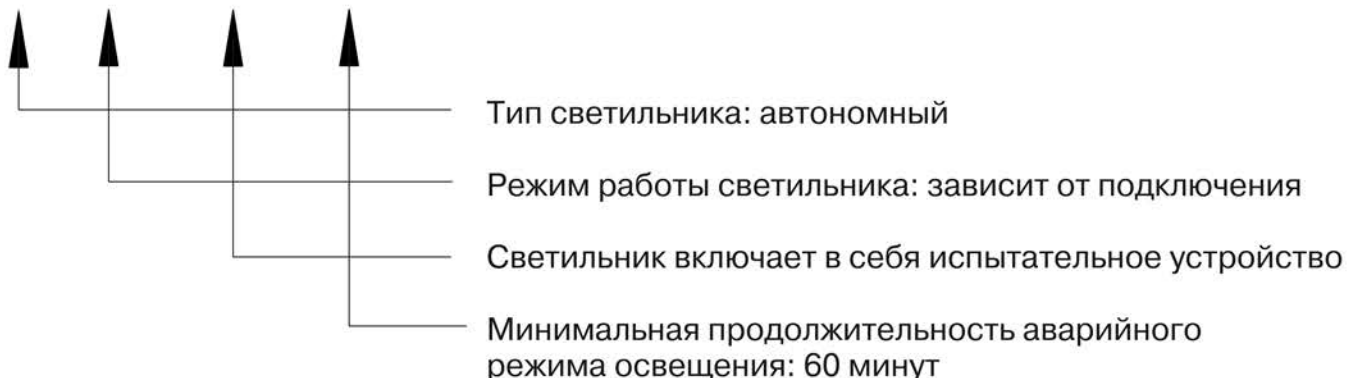 Тип светильника: автономный
Режим работы светильника: зависит от подключения
Светильник включает в себя испытательное устройство
Минимальная продолжительность аварийного
режима освещения: 60 минут